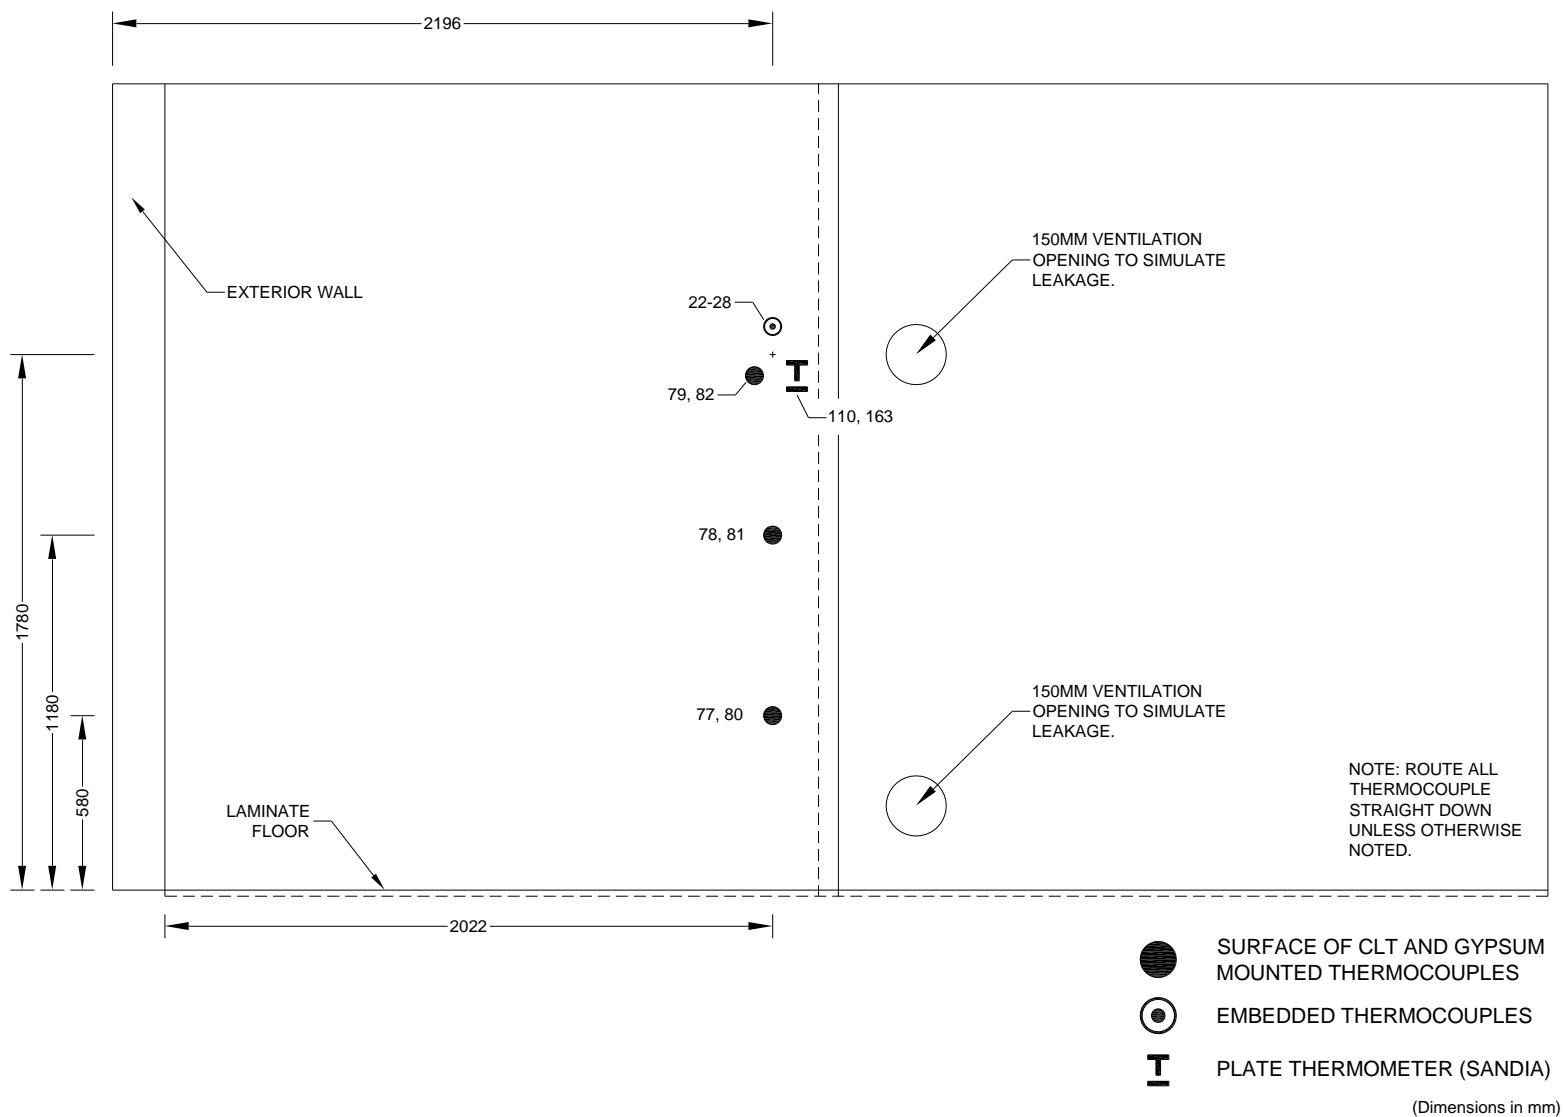 2196
150MM VENTILATION
OPENING TO SIMULATE
LEAKAGE.
EXTERIOR WALL
22-28
79, 82
110, 163
78, 81
1780
1180
580
77, 80
150MM VENTILATION
OPENING TO SIMULATE
LEAKAGE.
NOTE: ROUTE ALL
THERMOCOUPLE
STRAIGHT DOWN
UNLESS OTHERWISE
NOTED.
LAMINATE
FLOOR
2022
SURFACE OF CLT AND GYPSUM
MOUNTED THERMOCOUPLES
EMBEDDED THERMOCOUPLES
PLATE THERMOMETER (SANDIA)
(Dimensions in mm)